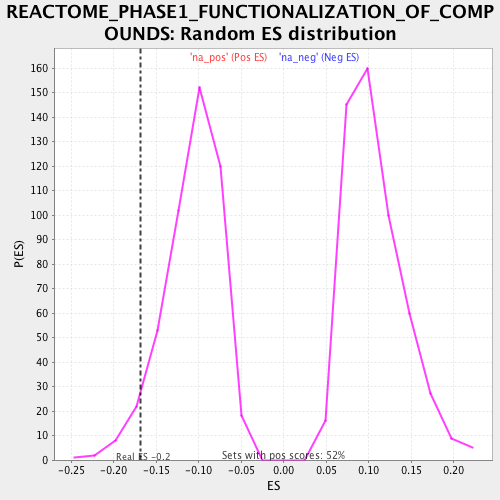 REACTOME_PHASE1_FUNCTIONALIZATION_OF_COMP
OUNDS: Random ES distribution
'na_pos' (Pos ES) 'na_neg' (Neg ES)
160
150
140
130
120
110
100
90
80
70
60
50
40
30
20
10
0
P(ES)
Real ES -0.2
Sets with pos scores: 52%
-0.25 -0.20 -0.15 -0.10 -0.05 0.00 0.05 0.10 0.15 0.20
ES